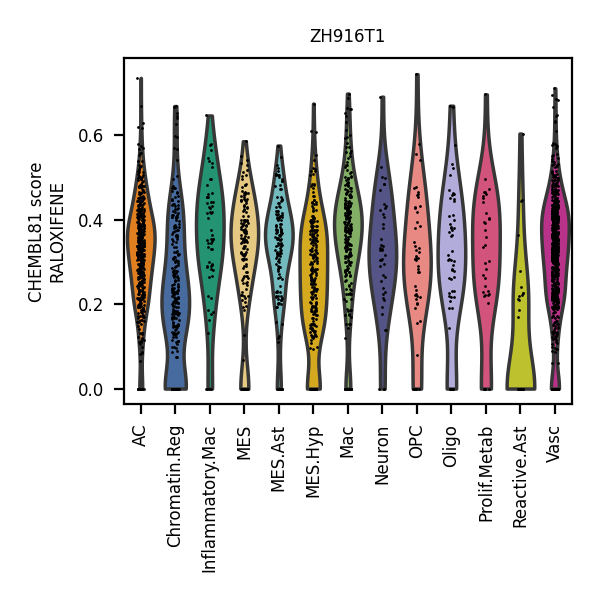 ZH916T1
CHEMBL81 score
RALOXIFENE
0.6
0.4
0.2
0.0
AC
Chromatin.Reg
Inflammatory.Mac
MES
MES.Ast
MES.Hyp
Mac
Neuron
OPC
Oligo
Prolif.Metab
Reactive.Ast
Vasc